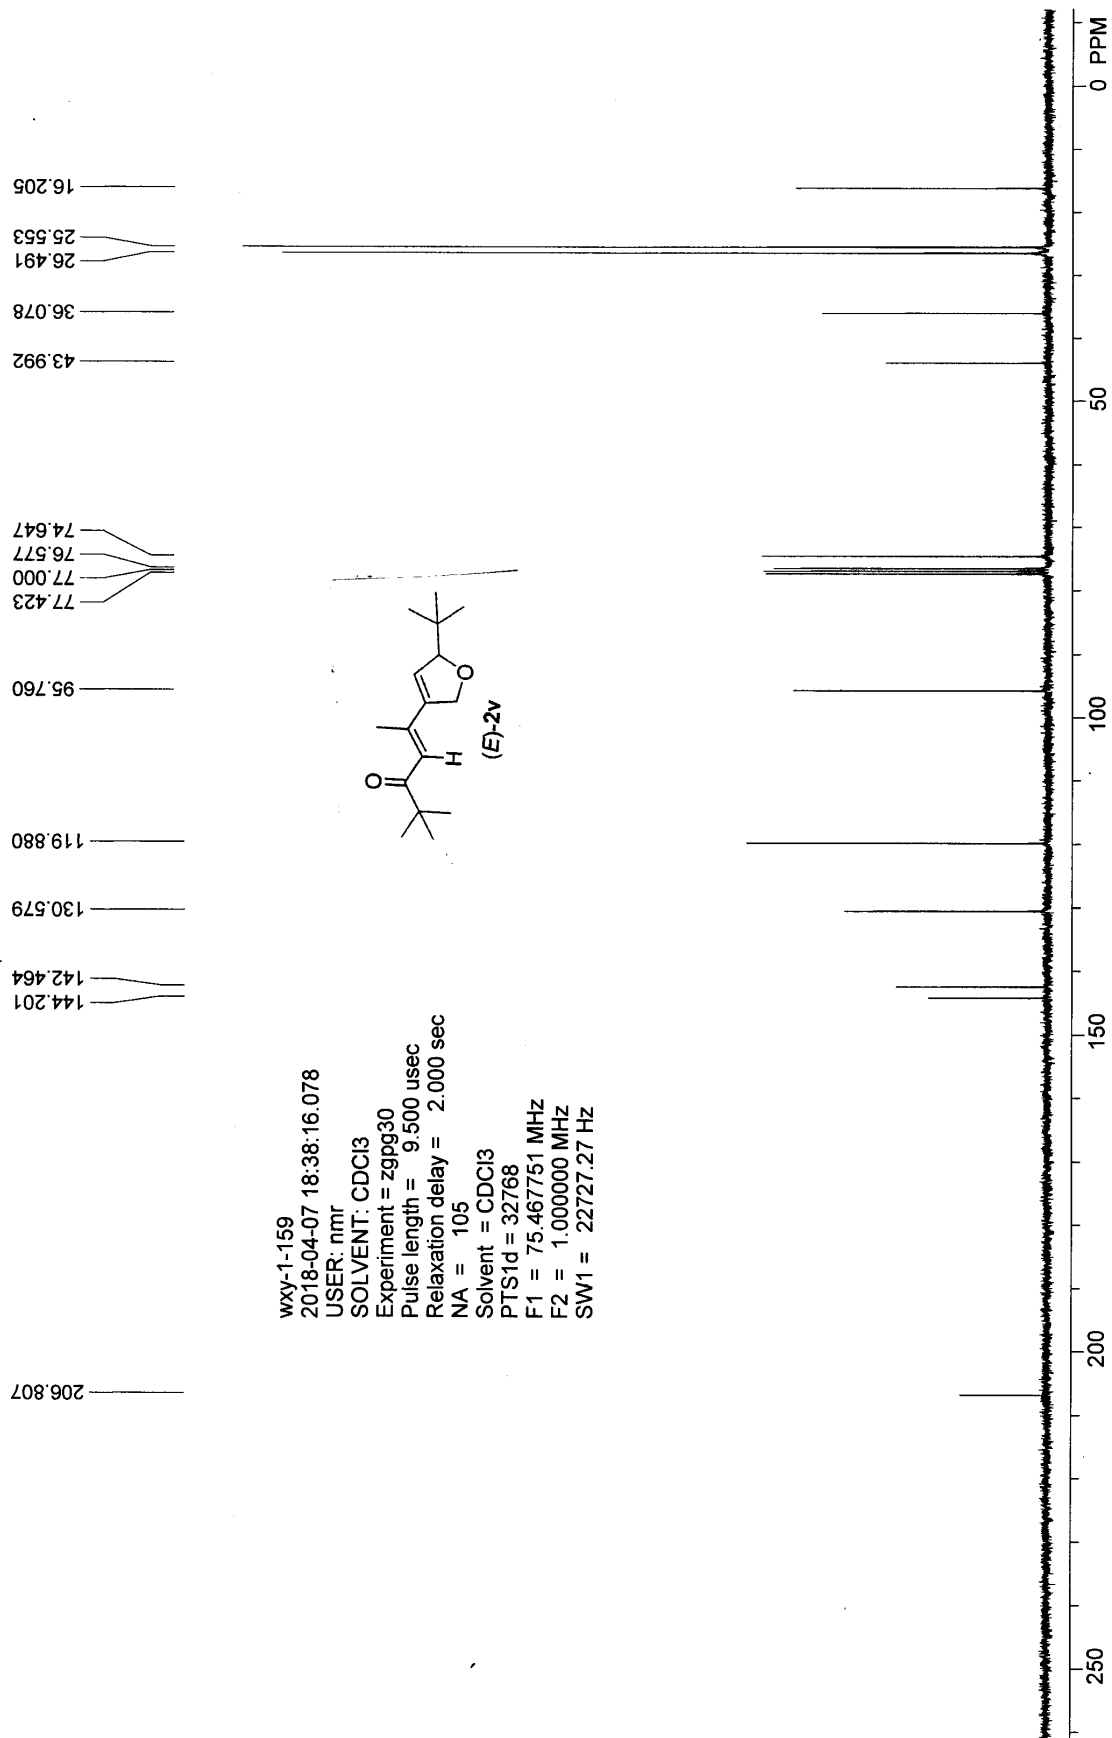 206.807
144.201
142.464
130.579
119.880
95.760
77.423
77.000
76.577
74.647
43.992
36.078
26.491
25.553
16.205
wxy-1-159
2018-04-07 18:38:16.078
USER: nmr
SOLVENT: CDCl3
Experiment = zgpg30
Pulse length = 9.500 usec
Relaxation delay = 2.000 sec
NA = 105
Solvent = CDCl3
PTS1d = 32768
F1 = 75.467751 MHz
F2 = 1.000000 MHz
SW1 = 22727.27 Hz
O
H
O
(E)-2v
250 200 150 100 50 0 PPM